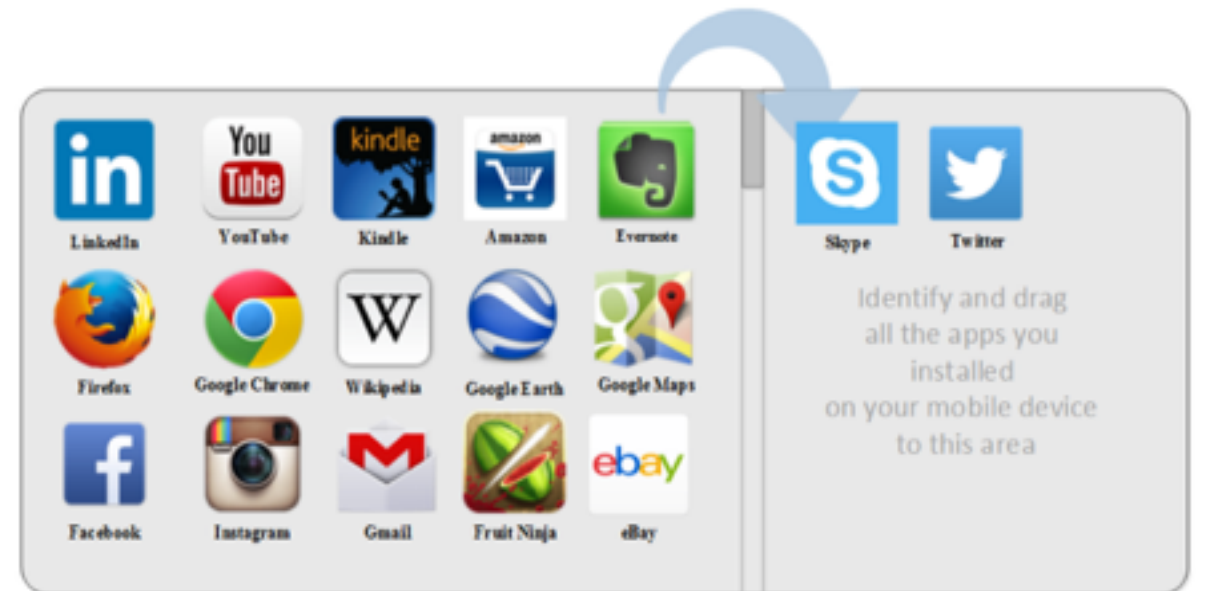 in
You
Tube
kindle
amazon
LinkedIn
YouTube
Kindle
Amazon
Evernote
S
Skype
Twitter
W
g
Firefox
Google Chrome
Wikipedia
Google Earth
Google Maps
Identify and drag
all the apps you
installed
on your mobile device
to this area
f
M
ebay
Facebook
Instagram
Gmail
Fruit Ninja
eBay